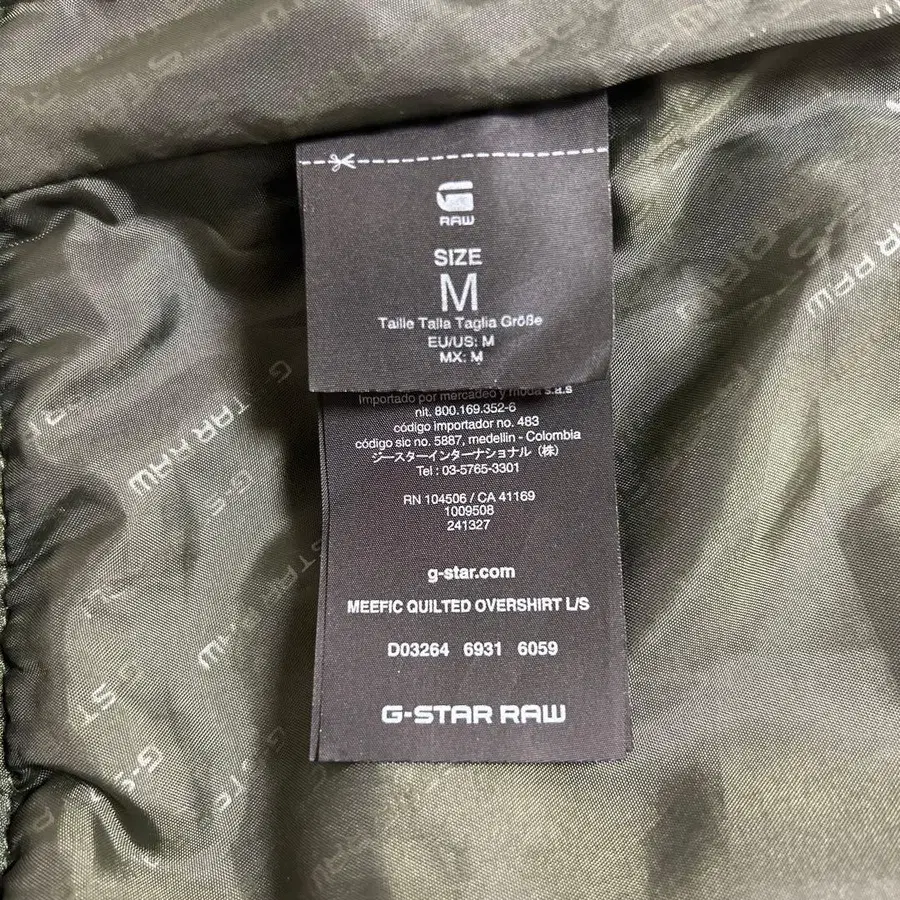 RAW
SIZE
M
Taille Talla Taglia Größe
EU/US: M
MX: M
Importado por mercadeo y moda s.a.s
nit. 800.169.352-6
código importador no. 483
código sic no. 5887, medellin - Colombia
ジースターインターナショナル（株）
Tel : 03-5765-3301
RN 104506 / CA 41169
1009508
241327
g-star.com
MEEFIC QUILTED OVERSHIRT L/S
D03264 6931 6059
G-STAR RAW
G-STAR RAW